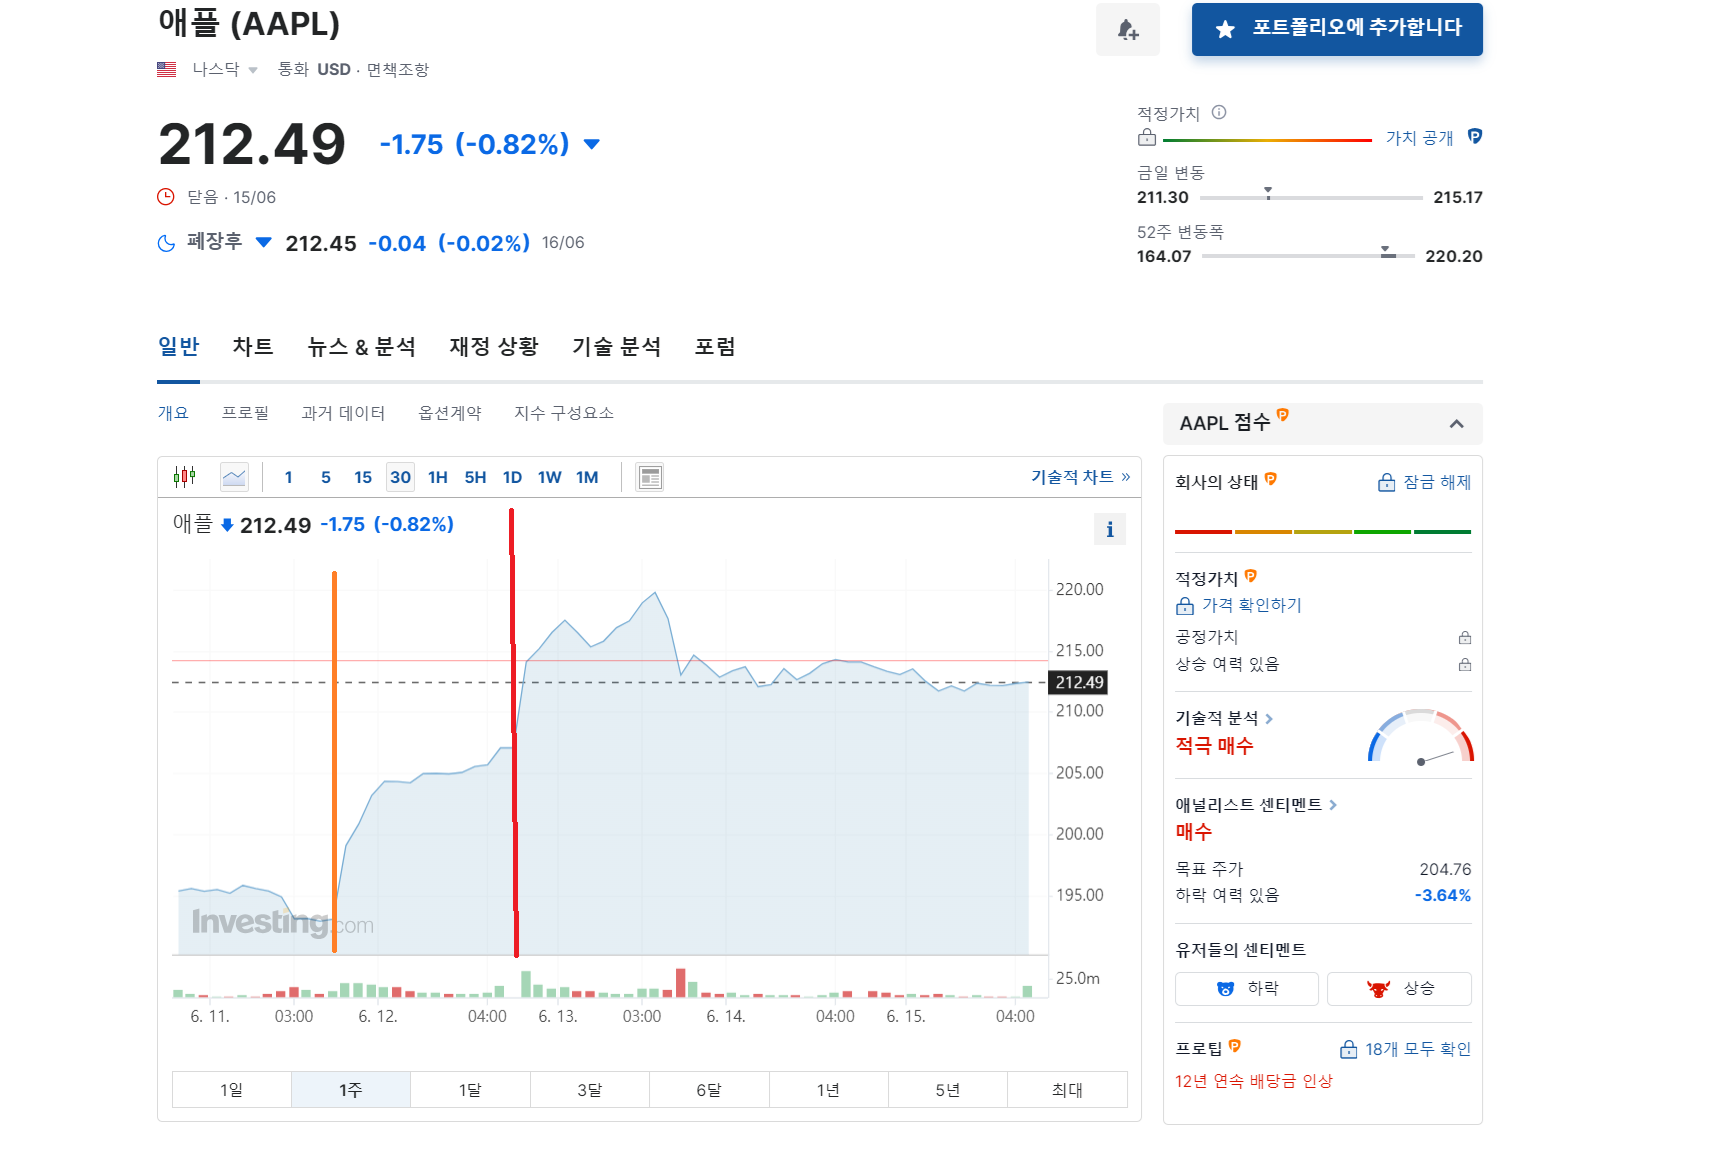 애플 (AAPL)
포트폴리오에 추가합니다
나스닥 통화 USD · 면책조항
212.49 -1.75 (-0.82%)
닫음 · 15/06
폐장후 212.45 -0.04 (-0.02%) 16/06
적정가치
가치 공개
금일 변동
211.30 215.17
52주 변동폭
164.07 220.20
일반 차트 뉴스 & 분석 재정 상황 기술 분석 포럼
개요 프로필 과거 데이터 옵션계약 지수 구성요소
1 5 15 30 1H 5H 1D 1W 1M 기술적 차트 »
애플 212.49 -1.75 (-0.82%)
220.00
215.00
212.49
210.00
205.00
200.00
195.00
Investing.com
25.0m
6. 11. 03:00 6. 12. 04:00 6. 13. 03:00 6. 14. 04:00 6. 15. 04:00
1일 1주 1달 3달 6달 1년 5년 최대
AAPL 점수
회사의 상태 잠금 해제
적정가치
가격 확인하기
공정가치
상승 여력 있음
기술적 분석
적극 매수
애널리스트 센티멘트
매수
목표 주가 204.76
하락 여력 있음 -3.64%
유저들의 센티멘트
하락 상승
프로팁 18개 모두 확인
12년 연속 배당금 인상